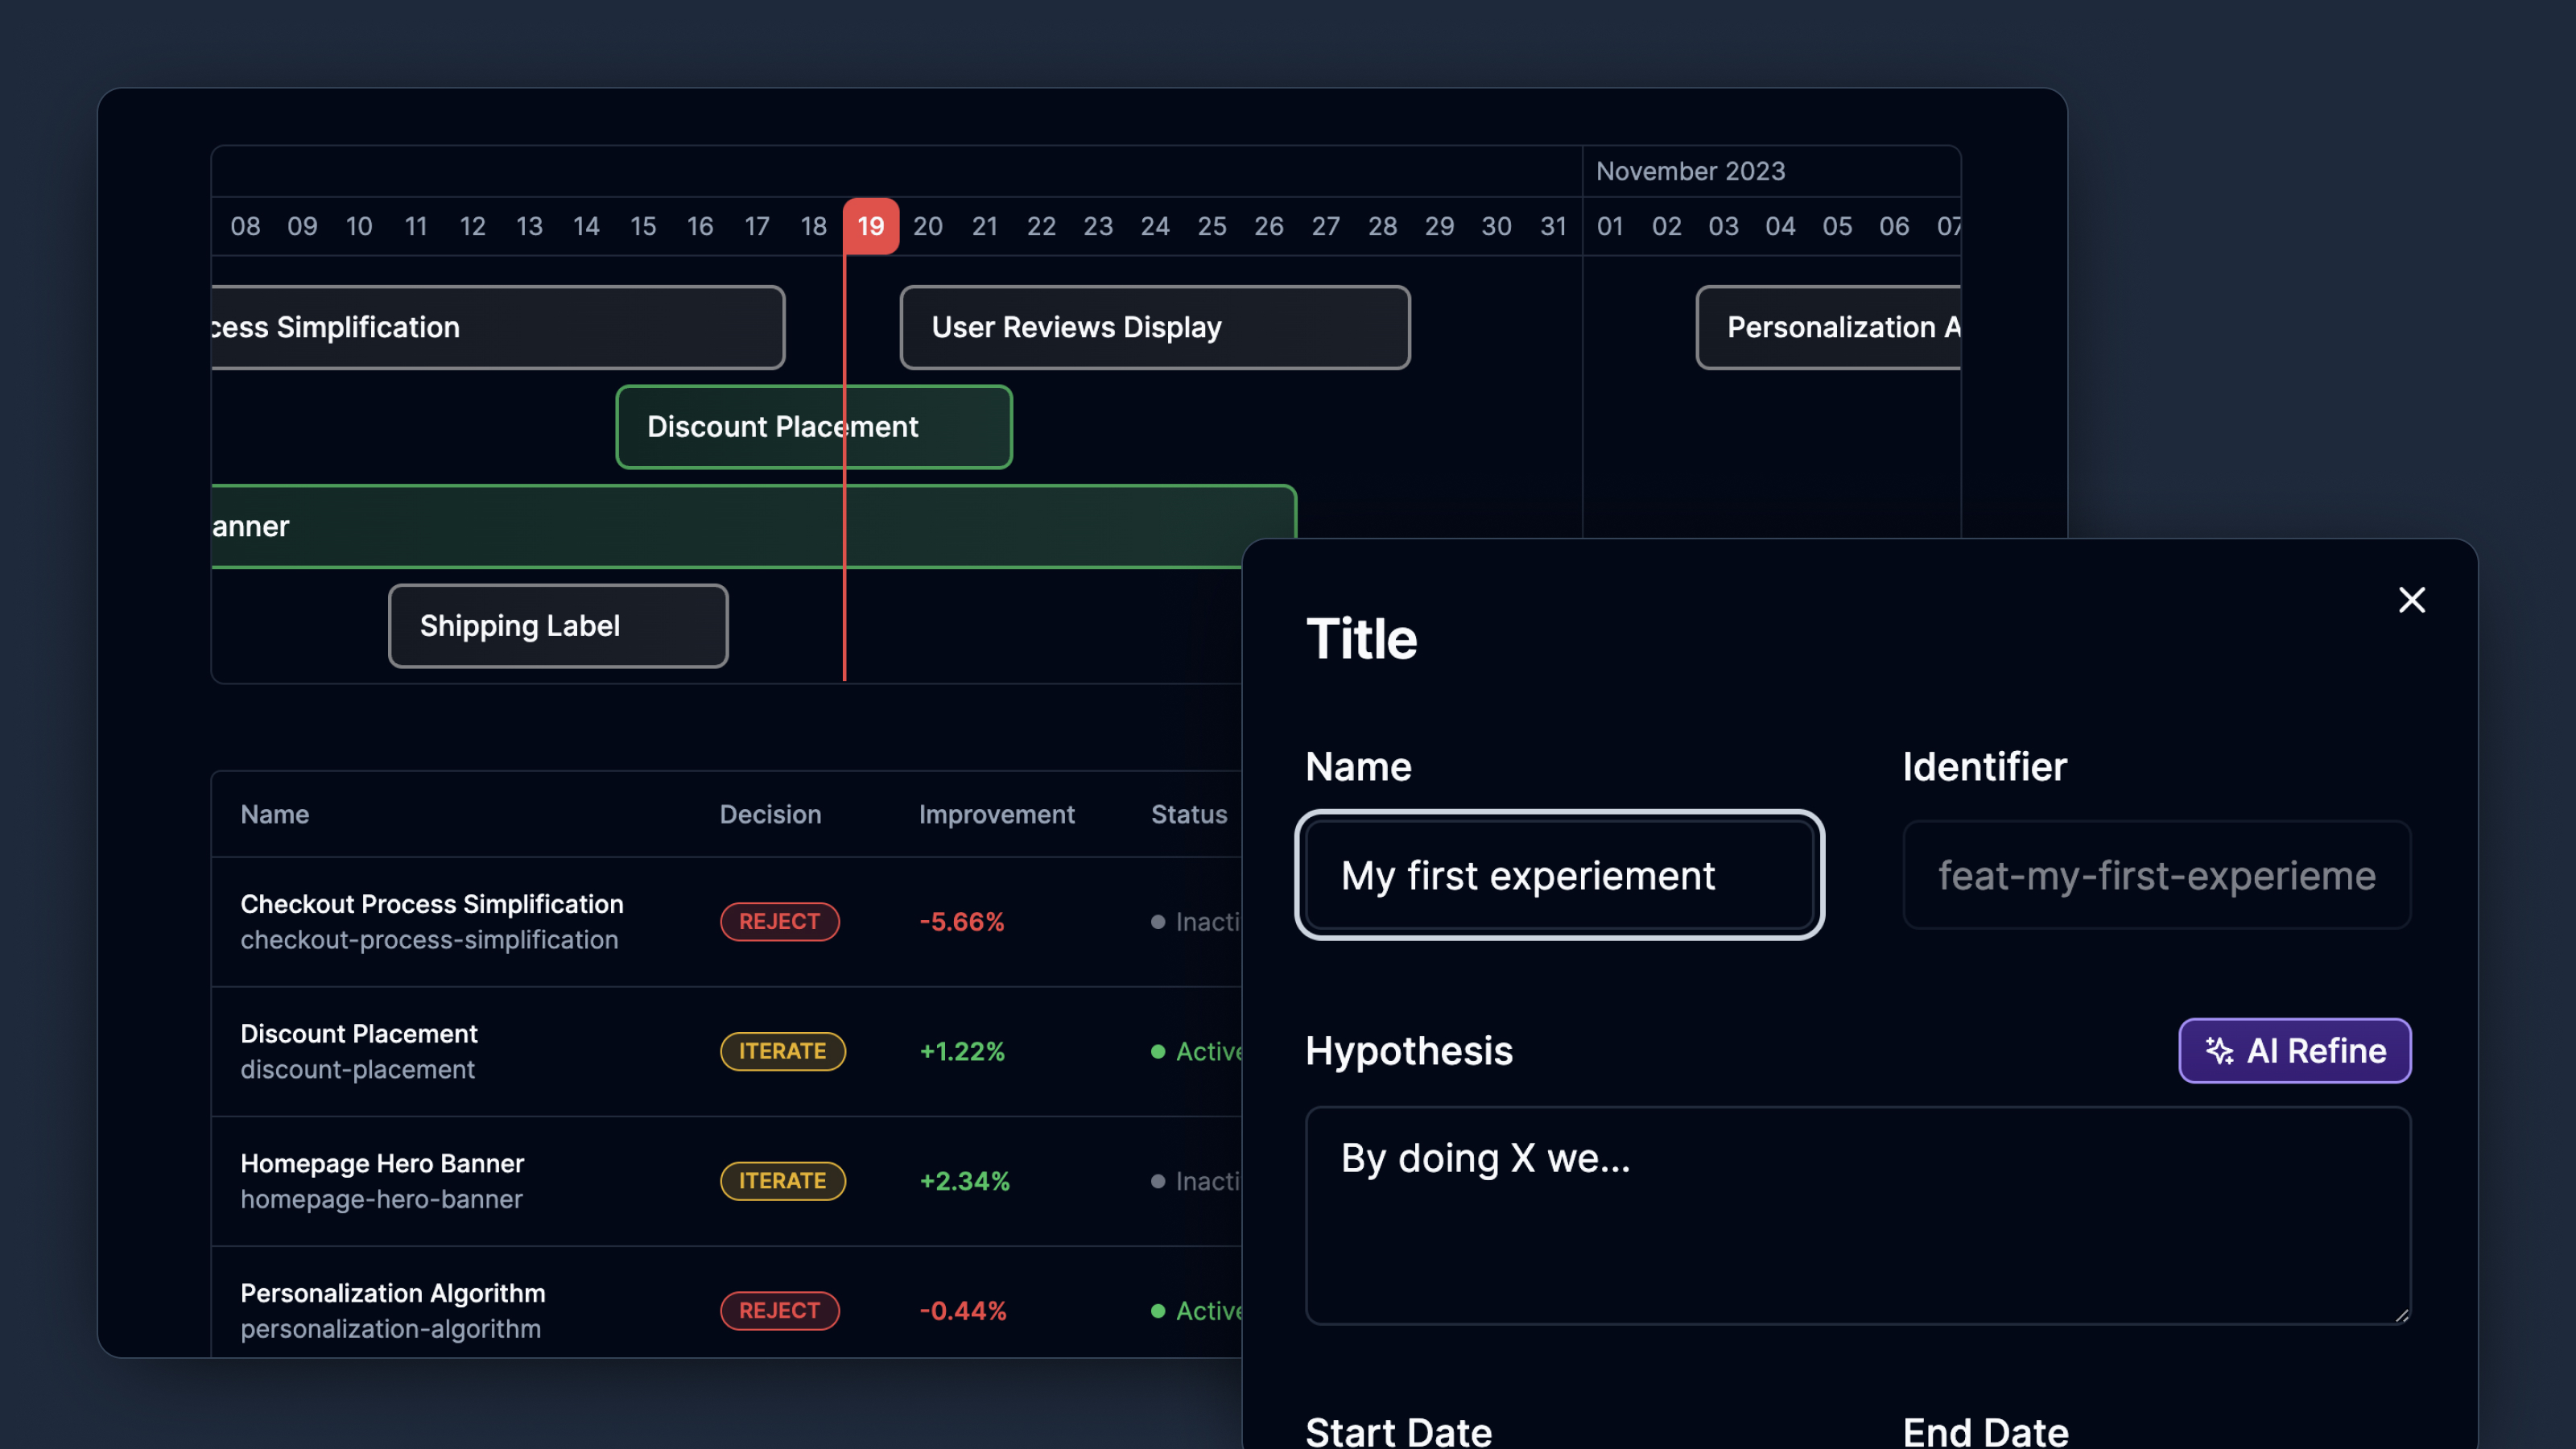 November 2023
08 09 10 11 12 13 14 15 16 17 18 19 20 21 22 23 24 25 26 27 28 29 30 31 01 02 03 04 05 06 07
cess Simplification
User Reviews Display
Personalization A
Discount Placement
anner
Shipping Label
Name Decision Improvement Status
Checkout Process Simplification
checkout-process-simplification
REJECT
-5.66%
Inacti
Discount Placement
discount-placement
ITERATE
+1.22%
Active
Homepage Hero Banner
homepage-hero-banner
ITERATE
+2.34%
Inacti
Personalization Algorithm
personalization-algorithm
REJECT
-0.44%
Active
Title
Name
Identifier
My first experiement
feat-my-first-experieme
Hypothesis
AI Refine
By doing X we...
Start Date
End Date